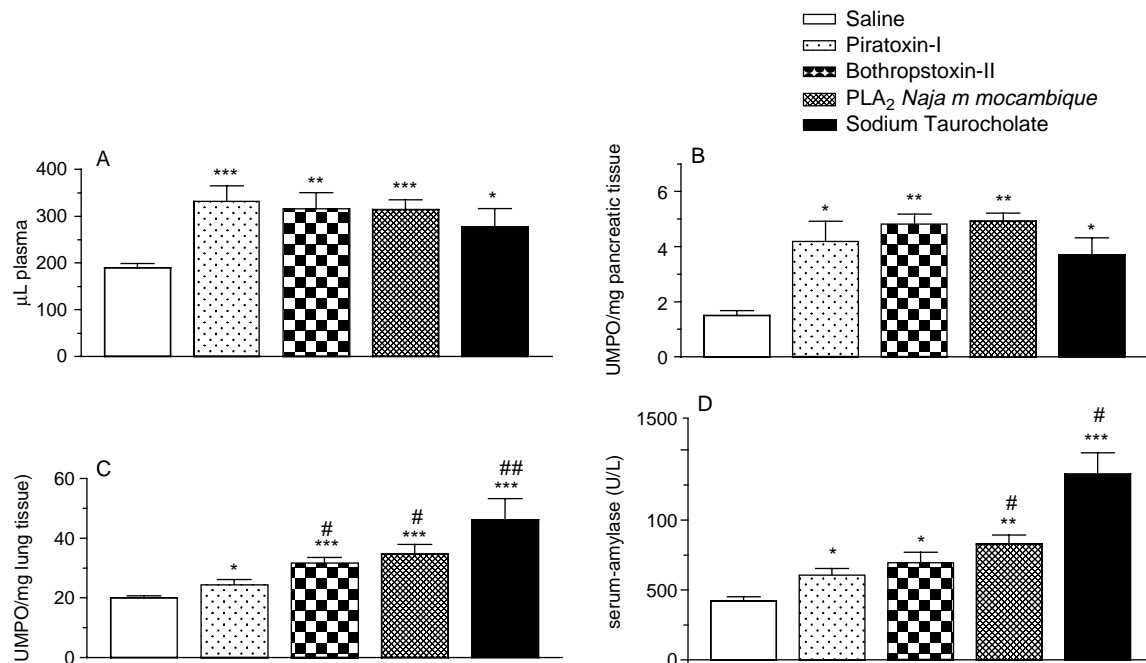 Saline
Piratoxin-I
Bothropstoxin-II
PLA₂ Naja m mocambique
Sodium Taurocholate
A
400
300
200
100
0
µL plasma
***
**
***
*
B
6
4
2
0
UMPO/mg pancreatic tissue
*
**
**
*
C
60
40
20
0
UMPO/mg lung tissue)
*
#
***
#
***
##
***
D
1500
100
500
0
serum-amylase (U/L)
*
*
#
**
#
***